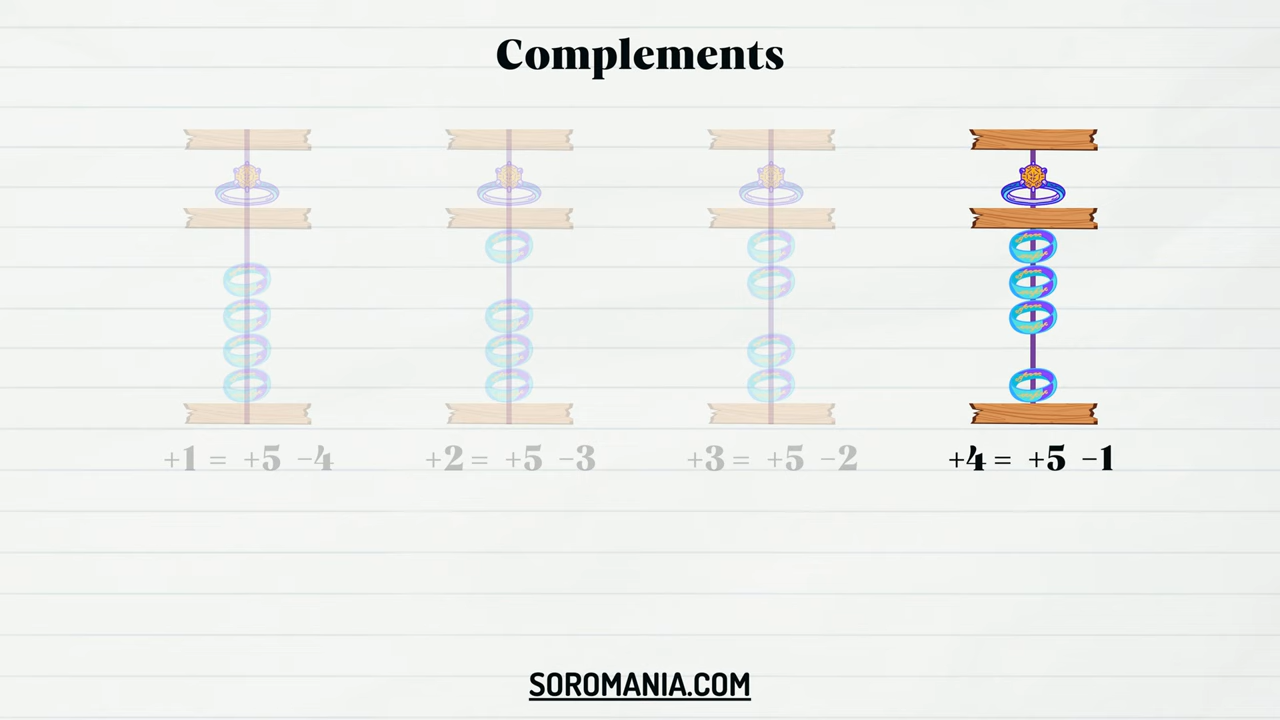 Complements
+1 = +5 −4
+2 = +5 −3
+3 = +5 −2
+4 = +5 −1
SOROMANIA.COM